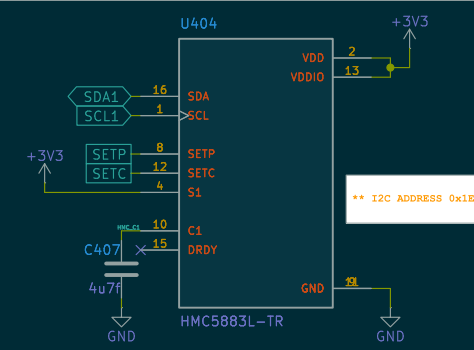 U404
+3V3
VDD 2
VDDIO 13
SDA1 16 SDA
SCL1 1 SCL
SETP 8 SETP
SETC 12 SETC
+3V3
4 S1
** I2C ADDRESS 0x1E
HMC_C1 10 C1
C407 15 DRDY
4u7f
GND
GND
HMC5883L-TR
GND